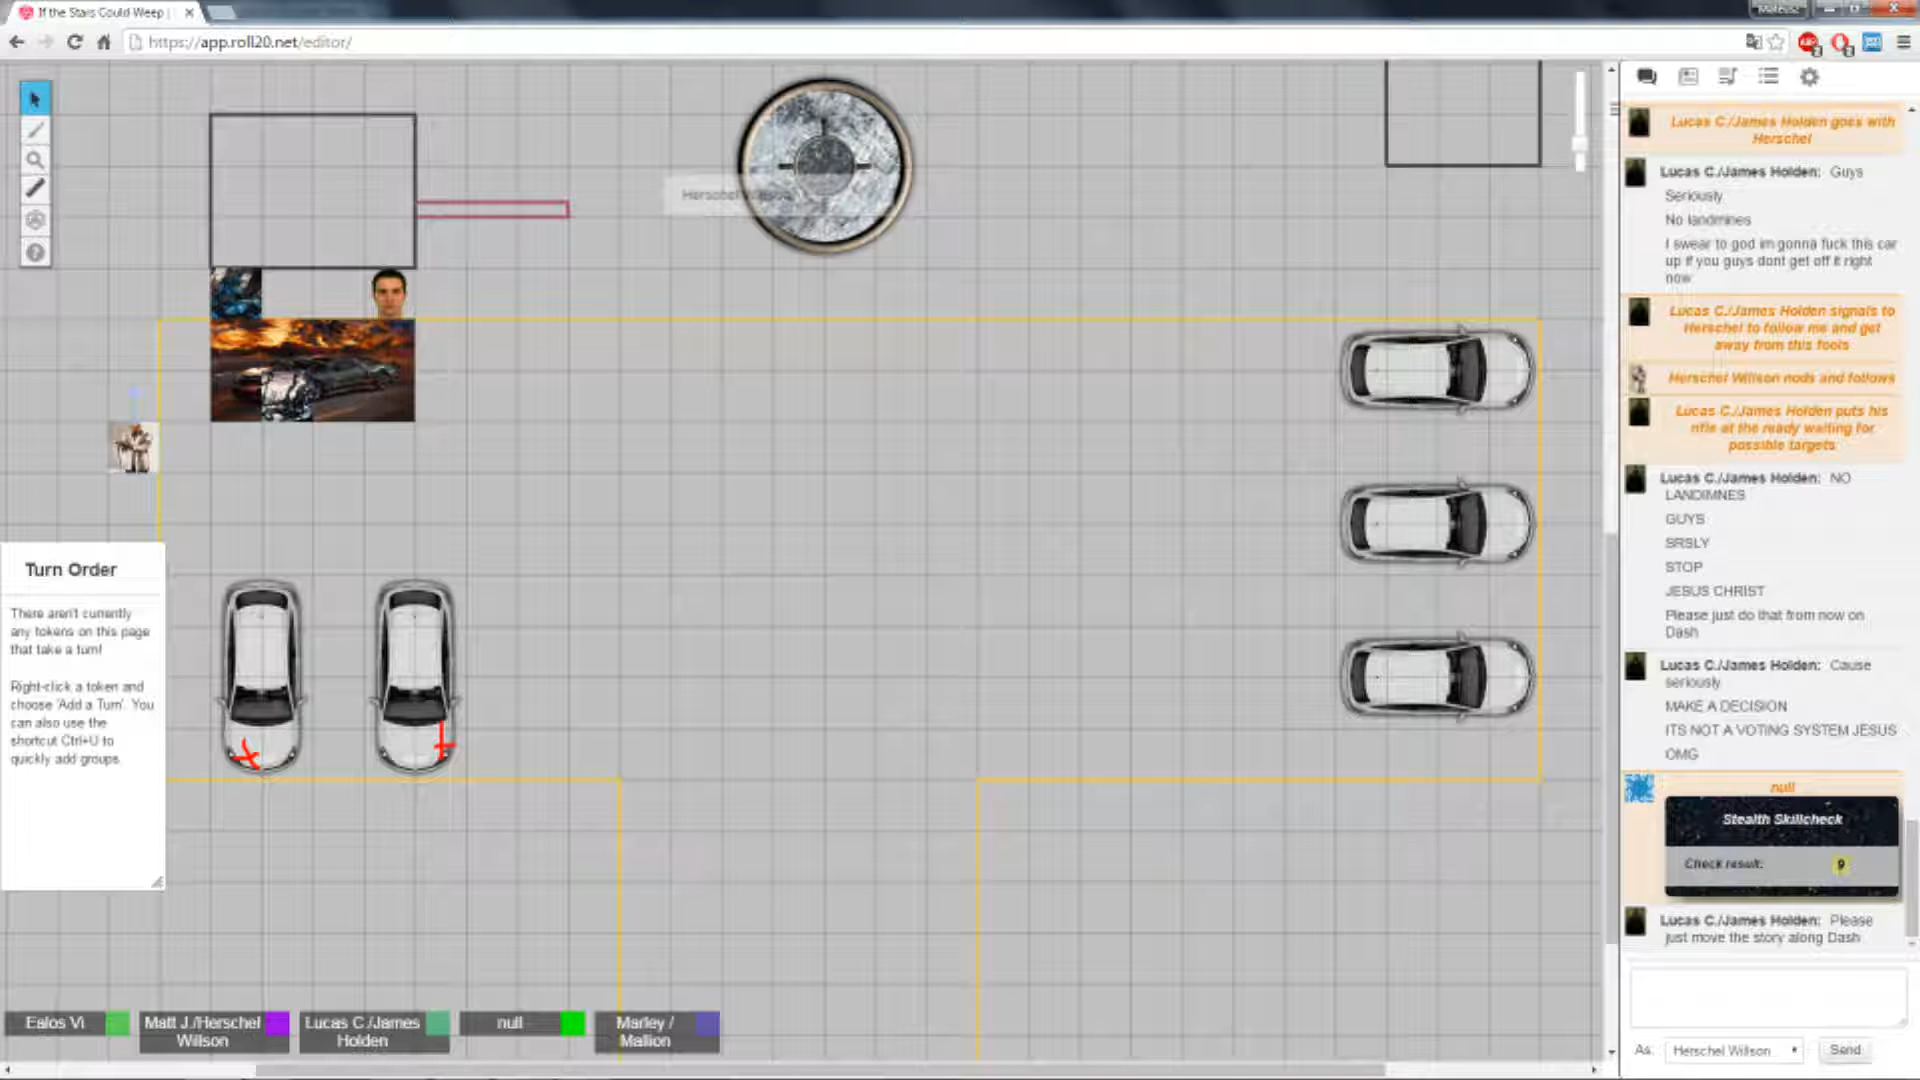 If the Stars Could Weep |
Mateusz
https://app.roll20.net/editor/
Lucas C./James Holden goes with
Herschel
Lucas C./James Holden: Guys
Seriously
No landmines
I swear to god im gonna fuck this car
up if you guys dont get off it right
now
Lucas C./James Holden signals to
Herschel to follow me and get
away from this fools
Herschel Willson nods and follows
Lucas C./James Holden puts his
rifle at the ready waiting for
possible targets
Lucas C./James Holden: NO
LANDIMNES
GUYS
SRSLY
STOP
JESUS CHRIST
Please just do that from now on
Dash
Lucas C./James Holden: Cause
seriously
MAKE A DECISION
ITS NOT A VOTING SYSTEM JESUS
OMG
null
Stealth Skillcheck
Check result: 9
Lucas C./James Holden: Please
just move the story along Dash
As: Herschel Willson
Send
Turn Order
There aren't currently
any tokens on this page
that take a turn!
Right-click a token and
choose 'Add a Turn'. You
can also use the
shortcut Ctrl+U to
quickly add groups.
Ealos Vi
Matt J./Herschel
Willson
Lucas C./James
Holden
null
Marley /
Mallion